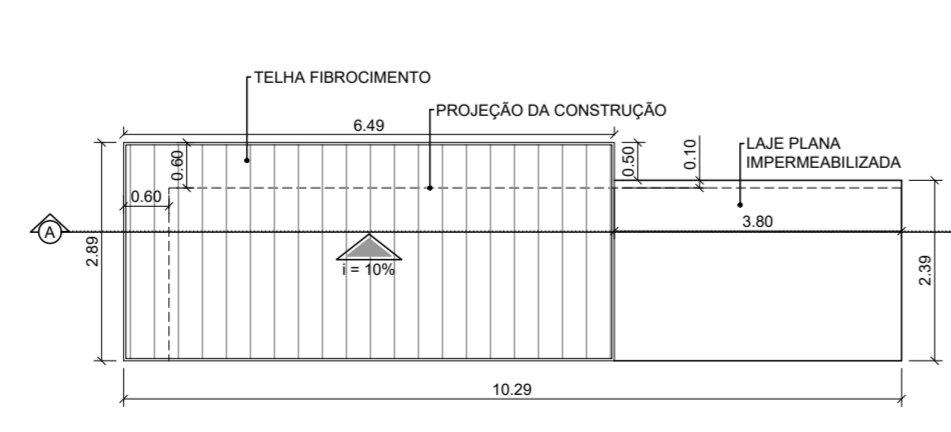 TELHA FIBROCIMENTO
PROJEÇÃO DA CONSTRUÇÃO
6.49
0.60
0.50
0.10
LAJE PLANA
IMPERMEABILIZADA
0.60
3.80
A
2.89
i = 10%
2.39
10.29